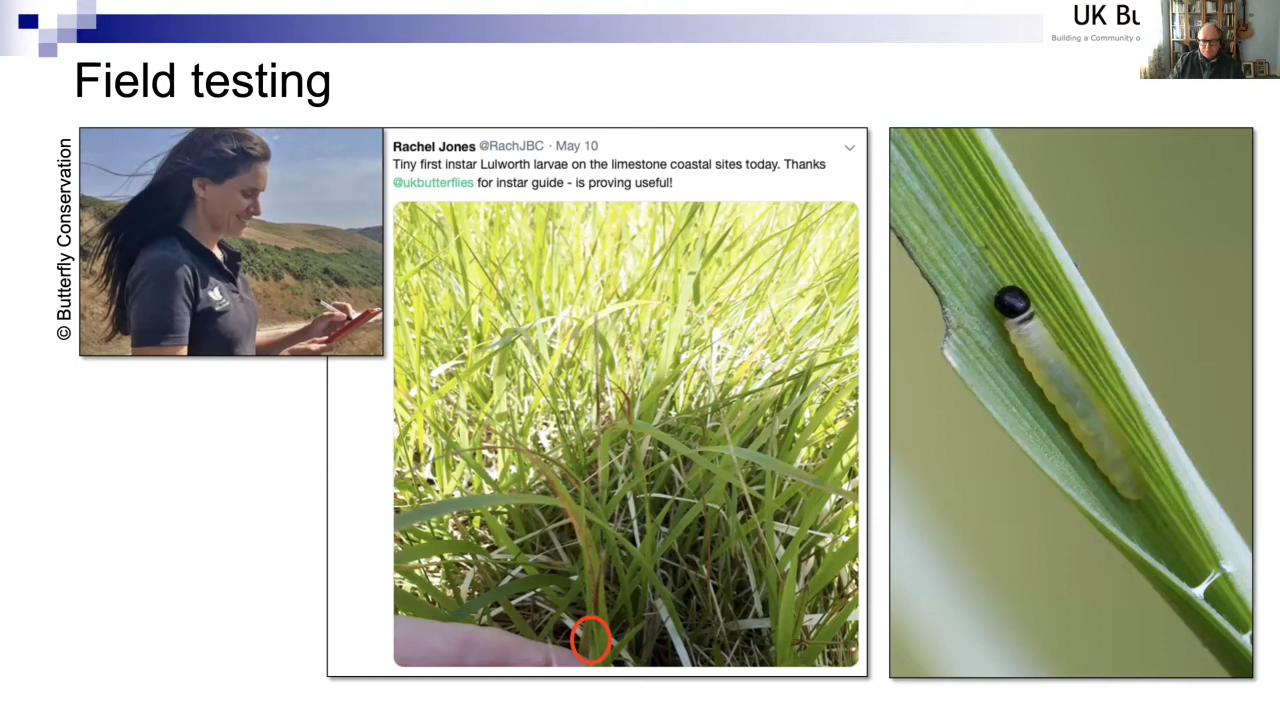 UK Bu
Building a Community o
Field testing
© Butterfly Conservation
Rachel Jones @RachJBC · May 10
Tiny first instar Lulworth larvae on the limestone coastal sites today. Thanks
@ukbutterflies for instar guide - is proving useful!